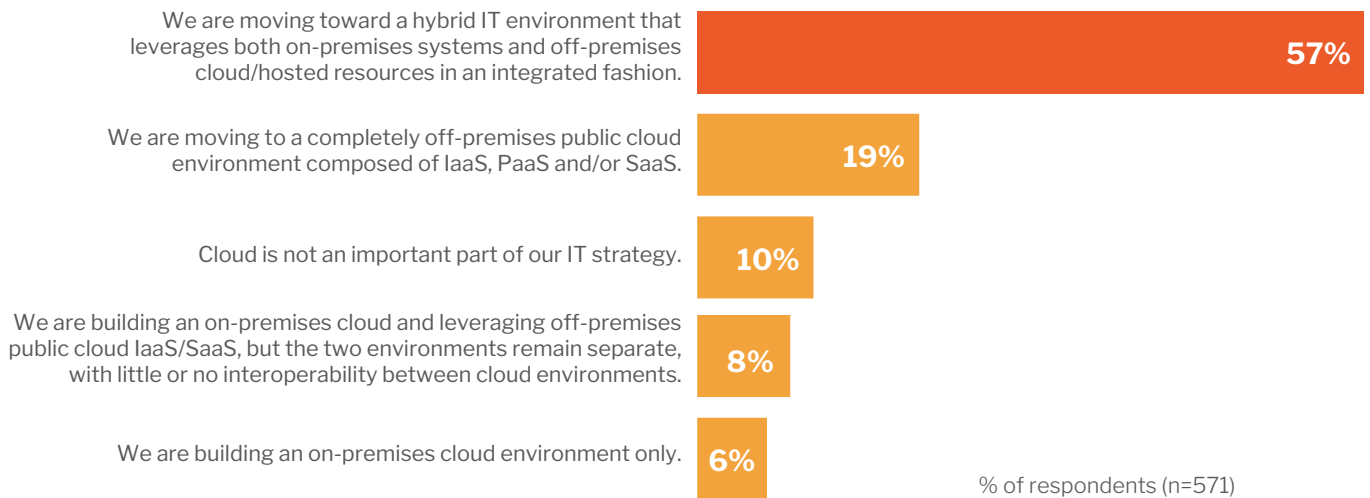 We are moving toward a hybrid IT environment that
leverages both on-premises systems and off-premises
cloud/hosted resources in an integrated fashion.
57%
We are moving to a completely off-premises public cloud
environment composed of IaaS, PaaS and/or SaaS.
19%
Cloud is not an important part of our IT strategy.
10%
We are building an on-premises cloud and leveraging off-premises
public cloud IaaS/SaaS, but the two environments remain separate,
with little or no interoperability between cloud environments.
8%
We are building an on-premises cloud environment only.
6%
% of respondents (n=571)